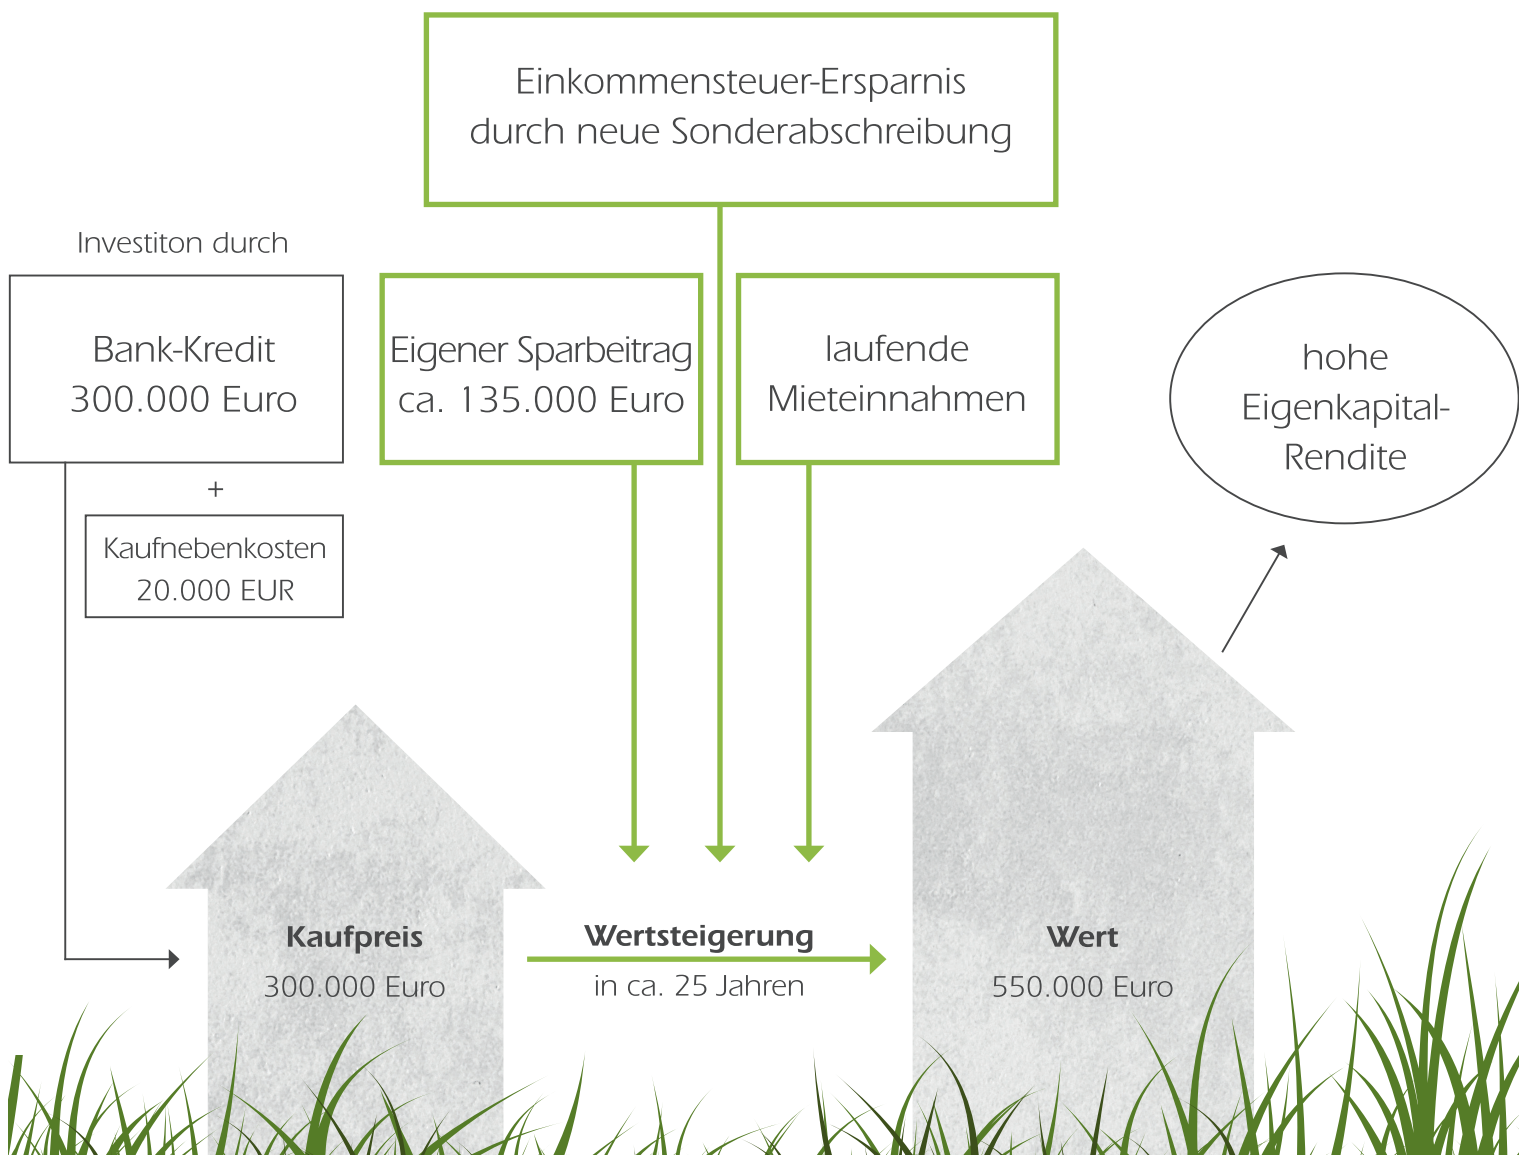 Einkommensteuer-Ersparnis
durch neue Sonderabschreibung
Investiton durch
Bank-Kredit
300.000 Euro
+
Kaufnebenkosten
20.000 EUR
Eigener Sparbeitrag
ca. 135.000 Euro
laufende
Mieteinnahmen
hohe
Eigenkapital-
Rendite
Kaufpreis
300.000 Euro
Wertsteigerung
in ca. 25 Jahren
Wert
550.000 Euro